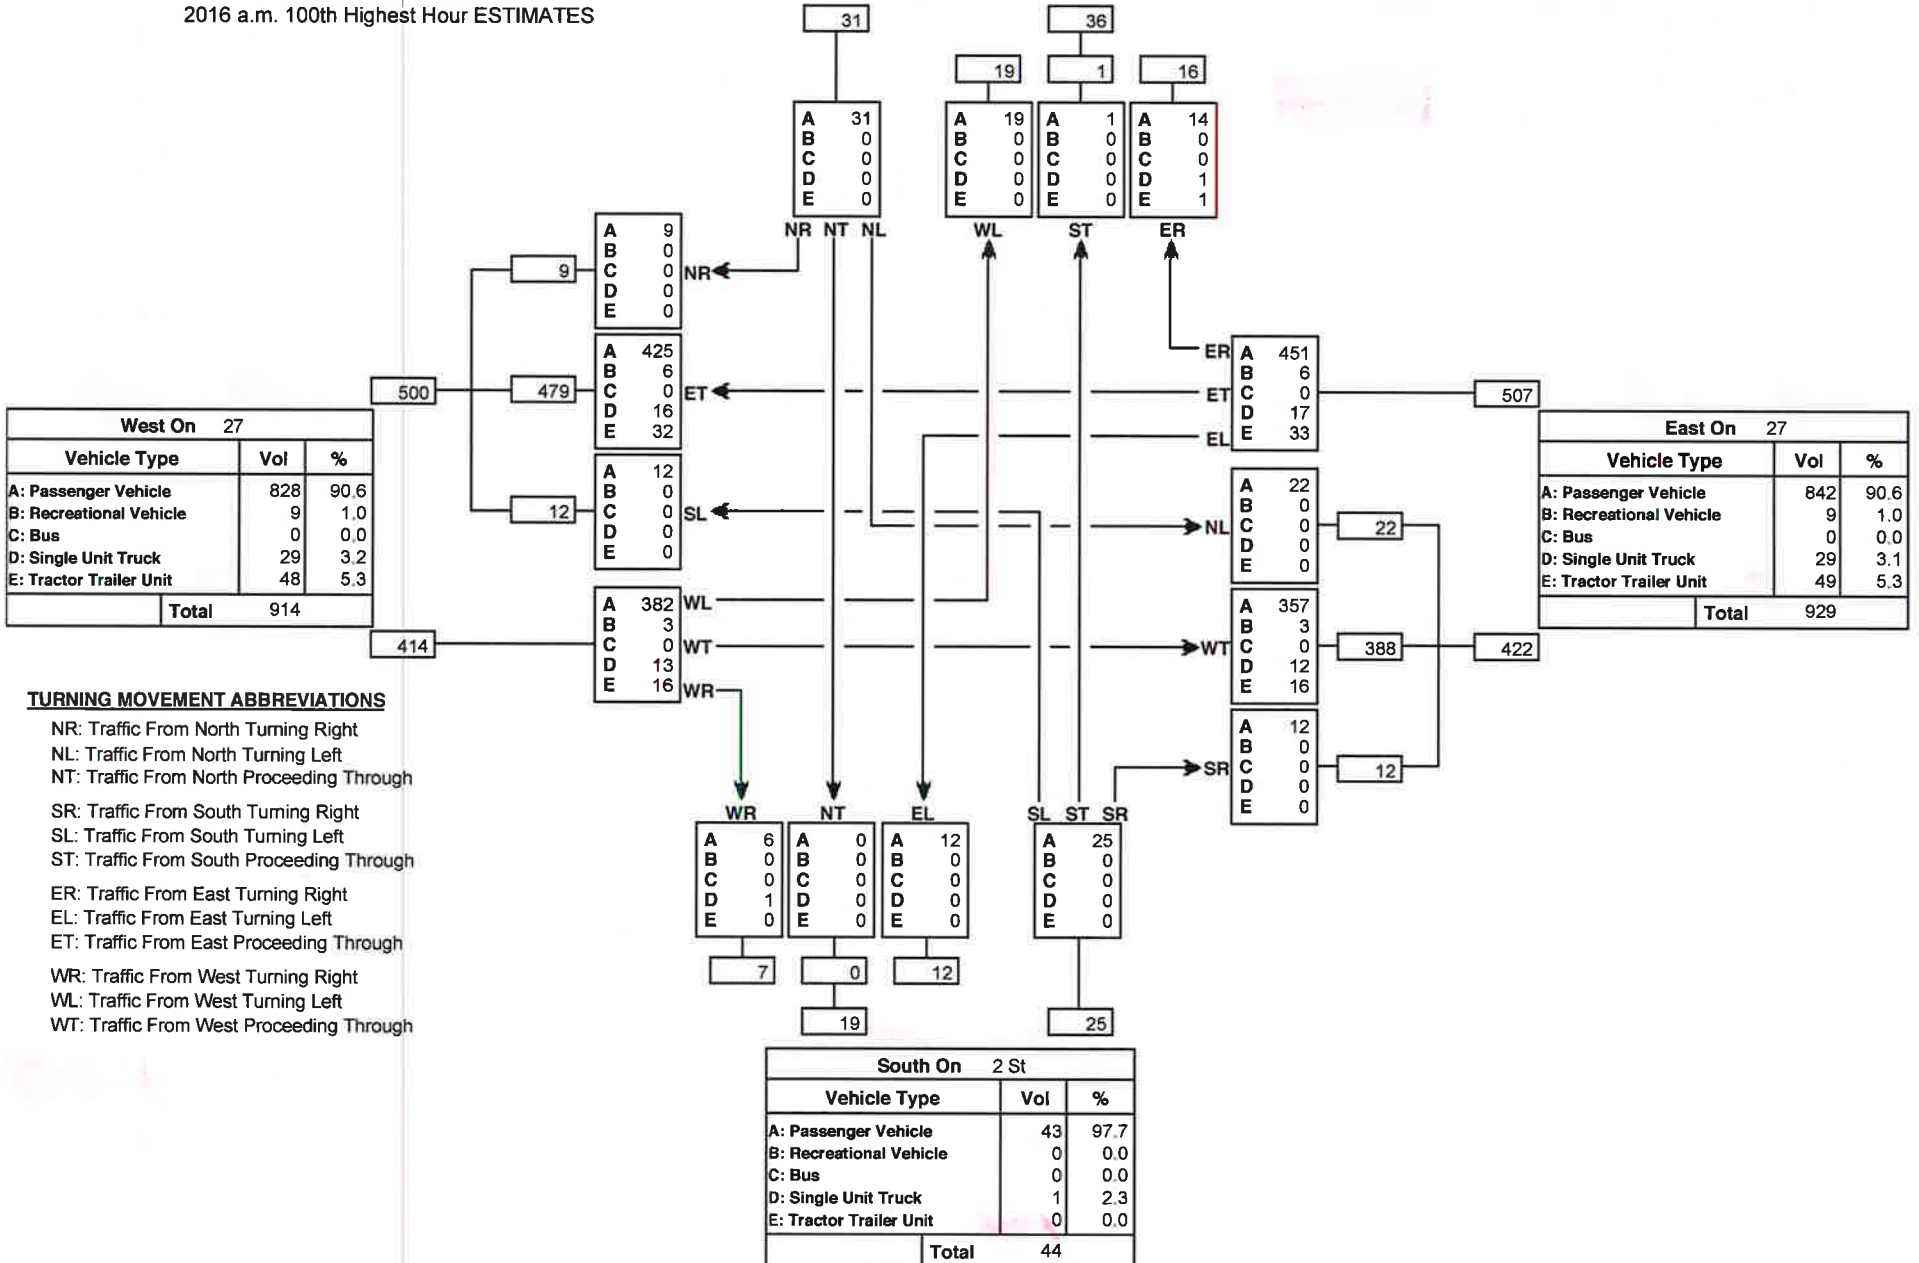 2016 a.m. 100th Highest Hour ESTIMATES
31
36
19
1
16
A 31
B 0
C 0
D 0
E 0
A 19
B 0
C 0
D 0
E 0
A 1
B 0
C 0
D 0
E 0
A 14
B 0
C 0
D 1
E 1
NR NT NL
WL
ST
ER
9
A 9
B 0
C 0
D 0
E 0
NR
500
479
A 425
B 6
C 0
D 16
E 32
ET
12
A 12
B 0
C 0
D 0
E 0
SL
414
A 382
B 3
C 0
D 13
E 16
WL
WT
WR
West On 27
Vehicle Type Vol %
A: Passenger Vehicle 828 90.6
B: Recreational Vehicle 9 1.0
C: Bus 0 0.0
D: Single Unit Truck 29 3.2
E: Tractor Trailer Unit 48 5.3
Total 914
ER
ET
EL
A 451
B 6
C 0
D 17
E 33
507
NL
A 22
B 0
C 0
D 0
E 0
22
WT
A 357
B 3
C 0
D 12
E 16
388
422
SR
A 12
B 0
C 0
D 0
E 0
12
East On 27
Vehicle Type Vol %
A: Passenger Vehicle 842 90.6
B: Recreational Vehicle 9 1.0
C: Bus 0 0.0
D: Single Unit Truck 29 3.1
E: Tractor Trailer Unit 49 5.3
Total 929
TURNING MOVEMENT ABBREVIATIONS
NR: Traffic From North Turning Right
NL: Traffic From North Turning Left
NT: Traffic From North Proceeding Through
SR: Traffic From South Turning Right
SL: Traffic From South Turning Left
ST: Traffic From South Proceeding Through
ER: Traffic From East Turning Right
EL: Traffic From East Turning Left
ET: Traffic From East Proceeding Through
WR: Traffic From West Turning Right
WL: Traffic From West Turning Left
WT: Traffic From West Proceeding Through
WR
NT
EL
SL ST SR
A 6
B 0
C 0
D 1
E 0
A 0
B 0
C 0
D 0
E 0
A 12
B 0
C 0
D 0
E 0
A 25
B 0
C 0
D 0
E 0
7
0
12
19
25
South On 2 St
Vehicle Type Vol %
A: Passenger Vehicle 43 97.7
B: Recreational Vehicle 0 0.0
C: Bus 0 0.0
D: Single Unit Truck 1 2.3
E: Tractor Trailer Unit 0 0.0
Total 44